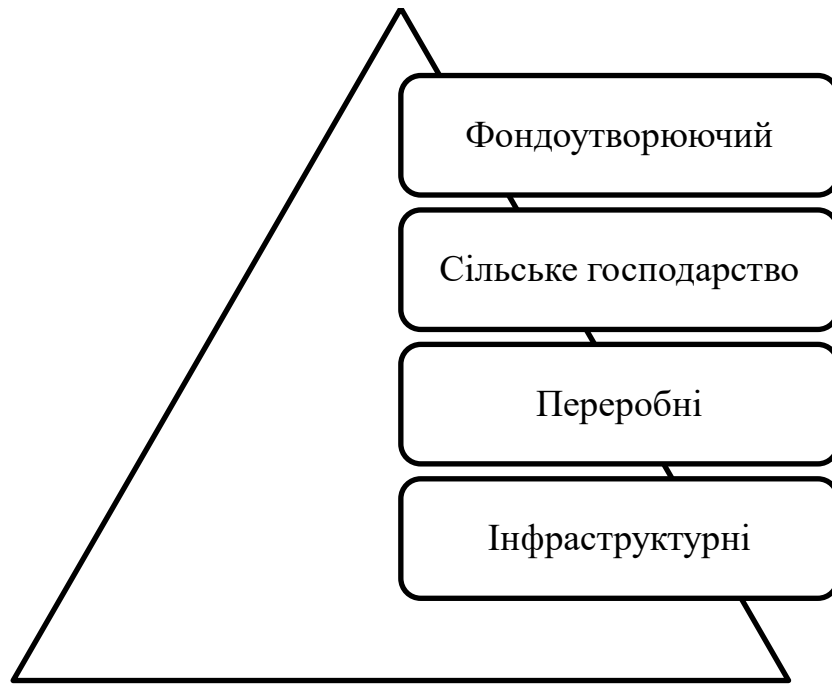 Фондоутворюючий
Сільське господарство
Переробні
Інфраструктурні